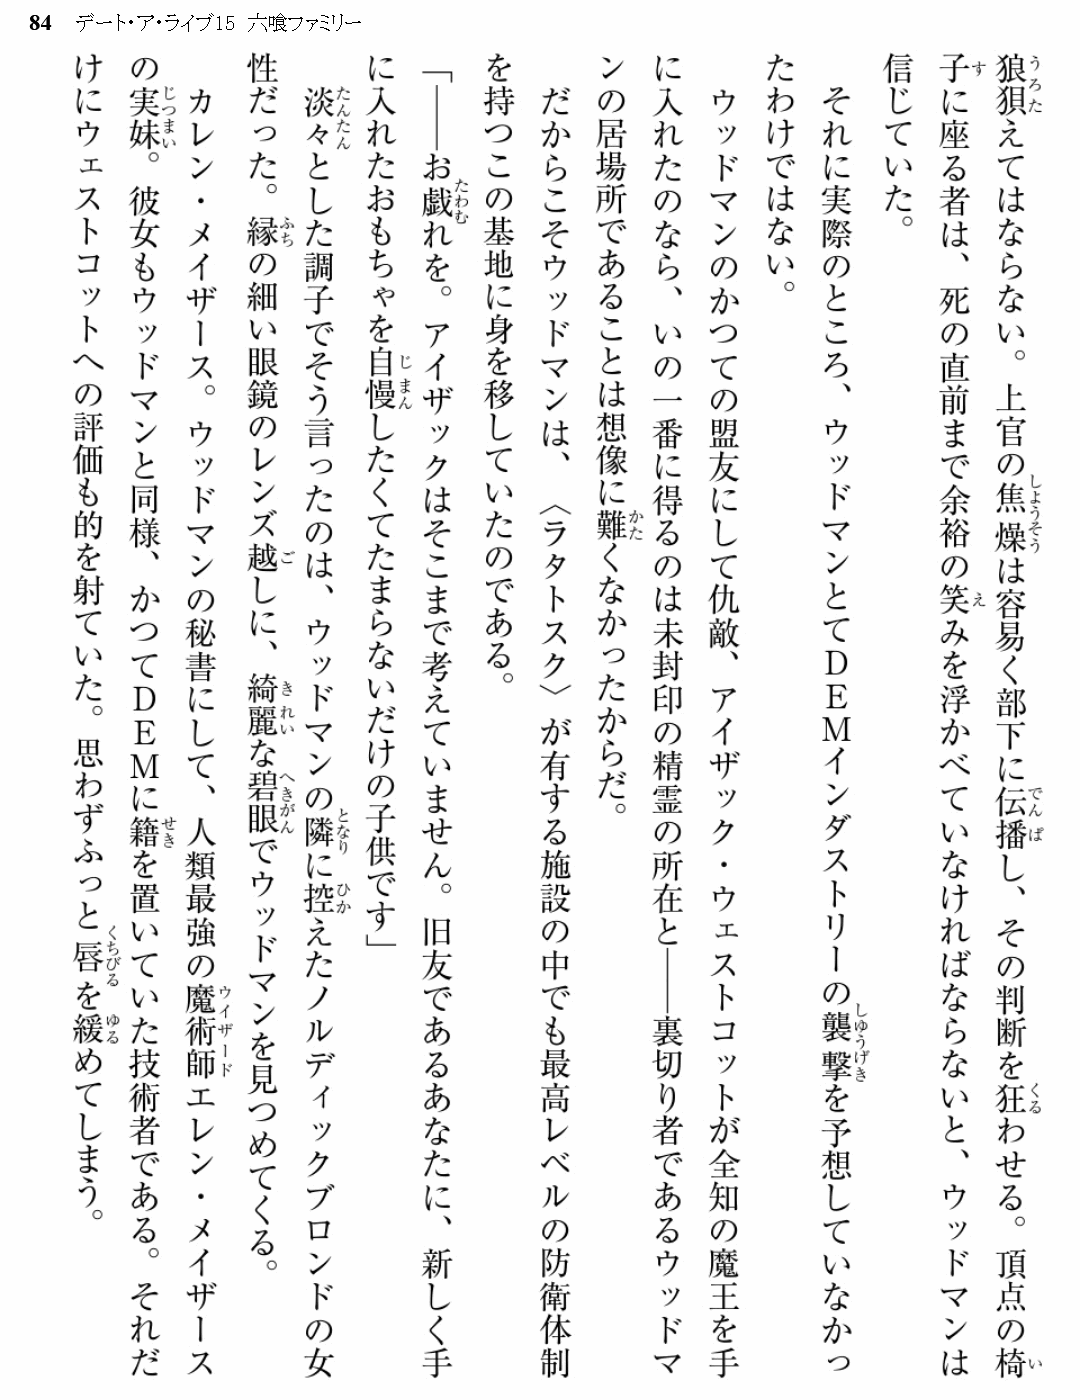 84 デート・ア・ライブ15 六喰ファミリー
狼狽えてはならない。上官の焦燥は容易く部下に伝播し、その判断を狂わせる。頂点の椅
子に座る者は、死の直前まで余裕の笑みを浮かべていなければならないと、ウッドマンは
信じていた。
それに実際のところ、ウッドマンとてＤＥＭインダストリーの襲撃を予想していなかっ
たわけではない。
ウッドマンのかつての盟友にして仇敵、アイザック・ウェストコットが全知の魔王を手
に入れたのなら、いの一番に得るのは未封印の精霊の所在と――裏切り者であるウッドマ
ンの居場所であることは想像に難くなかったからだ。
だからこそウッドマンは、〈ラタトスク〉が有する施設の中でも最高レベルの防衛体制
を持つこの基地に身を移していたのである。
「――お戯れを。アイザックはそこまで考えていません。旧友であるあなたに、新しく手
に入れたおもちゃを自慢したくてたまらないだけの子供です」
淡々とした調子でそう言ったのは、ウッドマンの隣に控えたノルディックブロンドの女
性だった。縁の細い眼鏡のレンズ越しに、綺麗な碧眼でウッドマンを見つめてくる。
カレン・メイザース。ウッドマンの秘書にして、人類最強の魔術師エレン・メイザース
の実妹。彼女もウッドマンと同様、かつてＤＥＭに籍を置いていた技術者である。それだ
けにウェストコットへの評価も的を射ていた。思わずふっと唇を緩めてしまう。